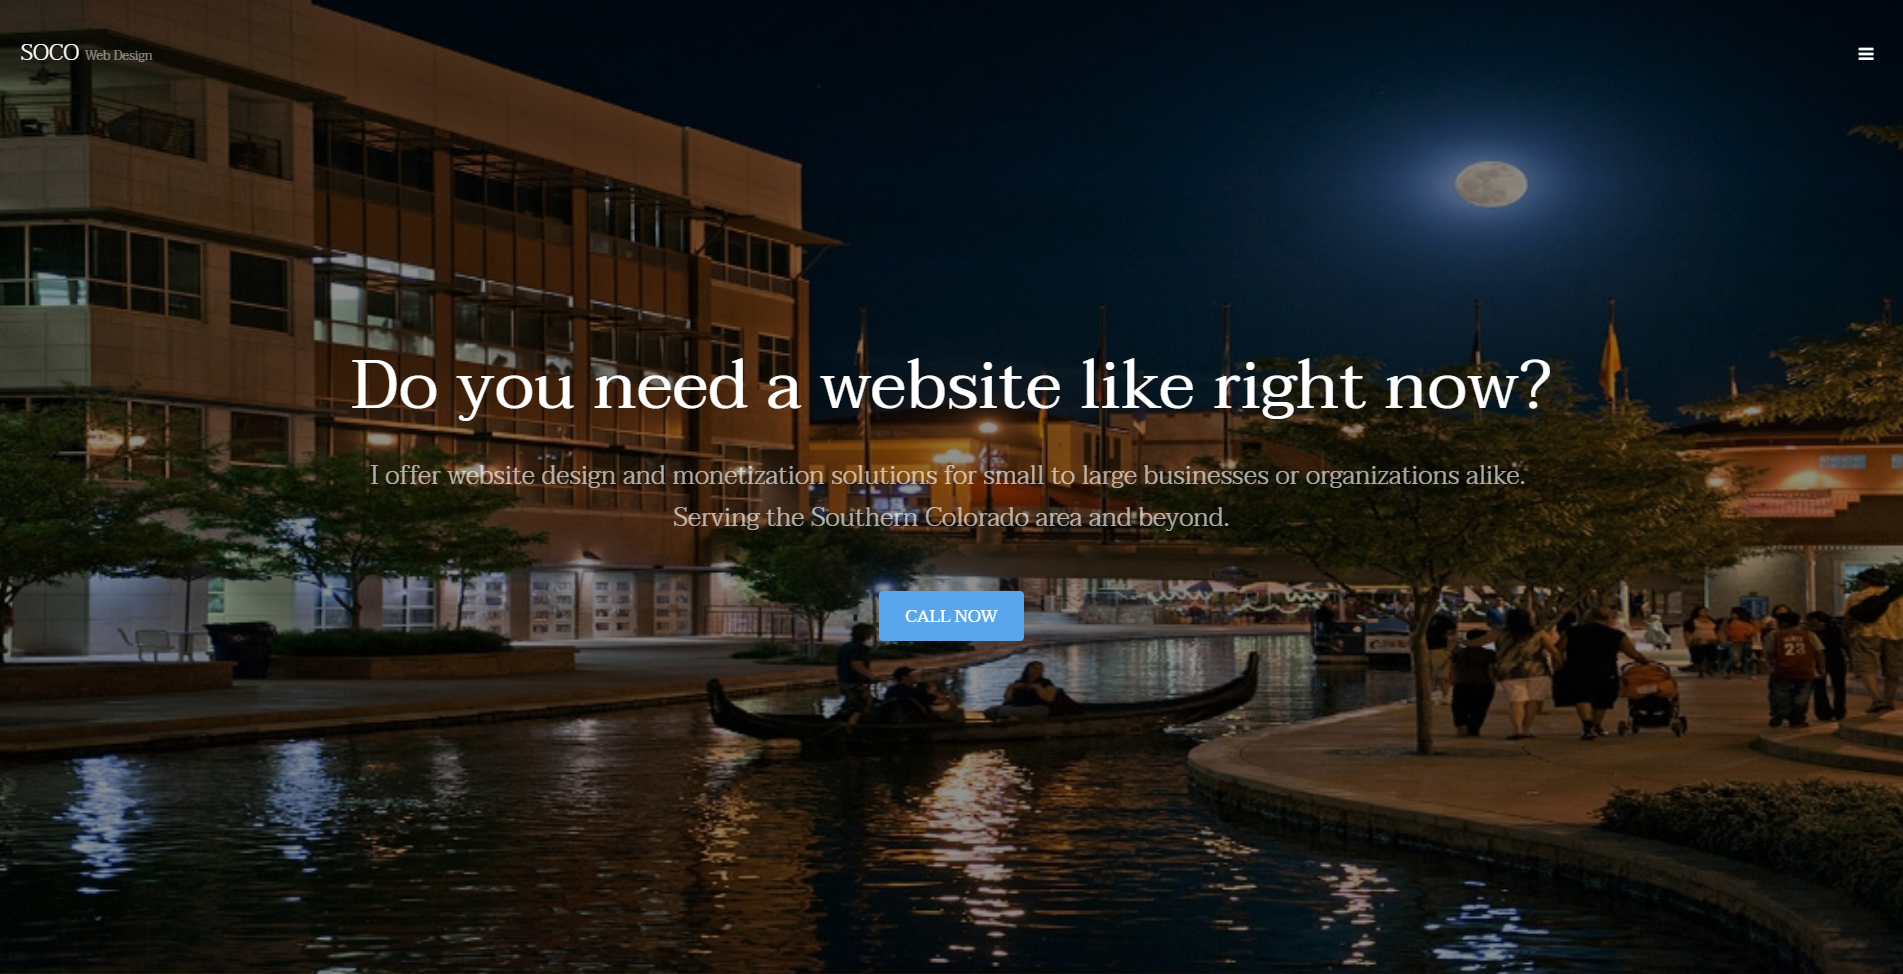 SOCO Web Design
Do you need a website like right now?
I offer website design and monetization solutions for small to large businesses or organizations alike.
Serving the Southern Colorado area and beyond.
CALL NOW
23